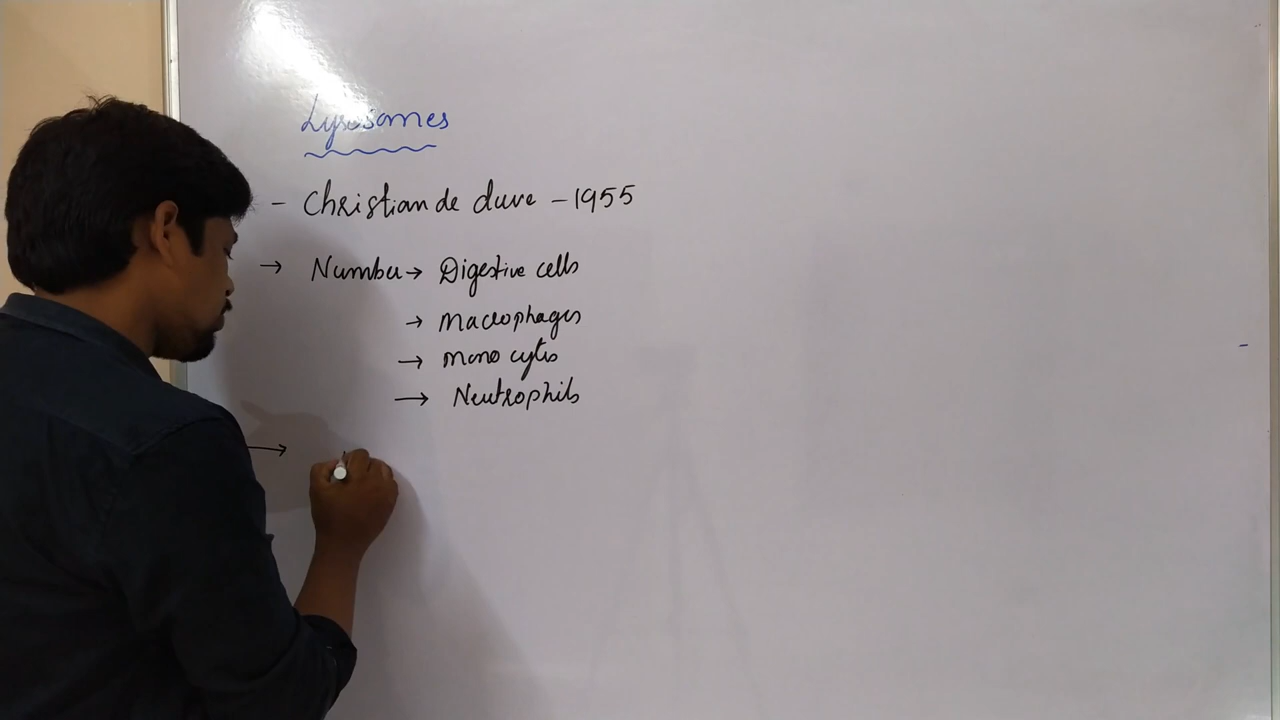 Lysosomes
- Christian de duve - 1955
→ Number → Digestive cells
→ Macrophages
→ Mono cytes
→ Neutrophils
→